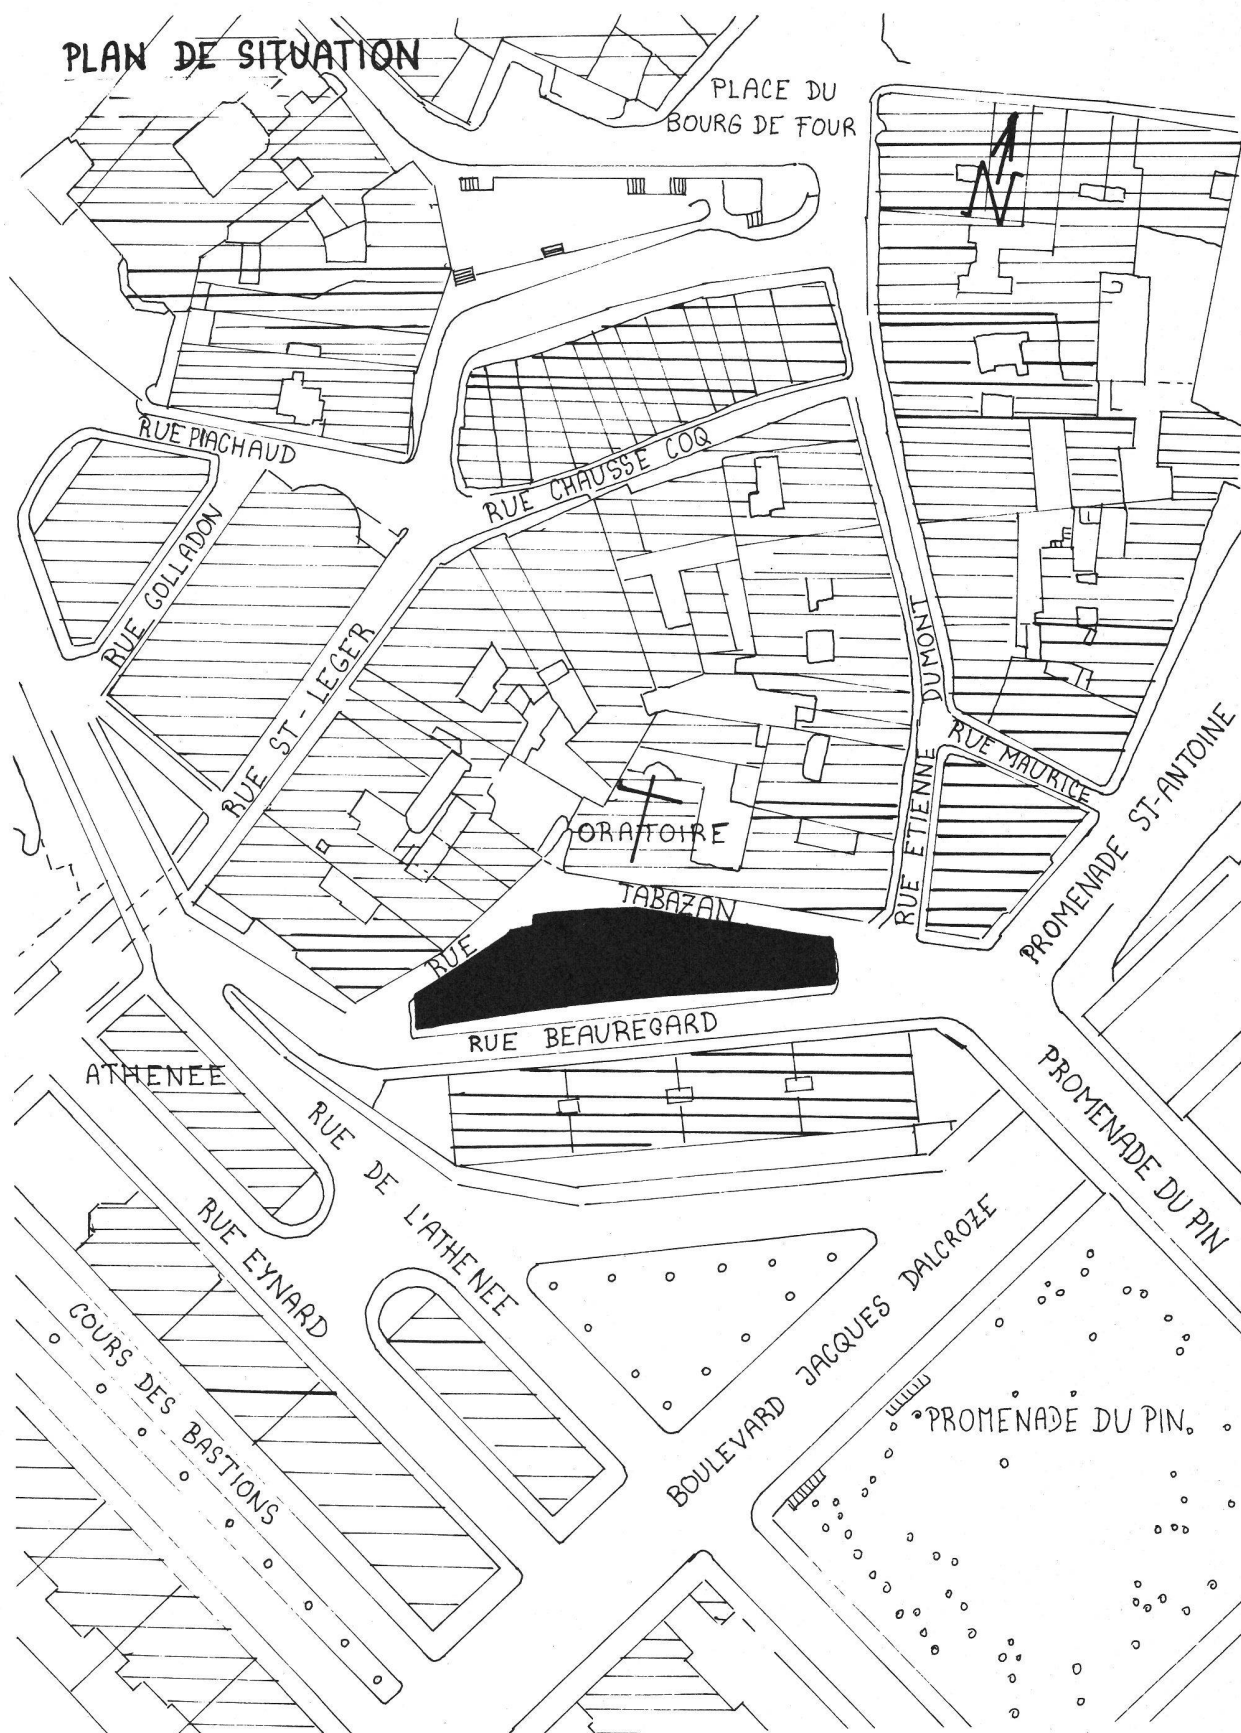 PLAN DE SITUATION
PLACE DU
BOURG DE FOUR
N
RUE PIACHAUD
RUE CHAUSSE COQ
RUE GOLLADON
RUE ST-LEGER
RUE ETIENNE DUMONT
RUE MAURICE
PROMENADE ST-ANTOINE
ORATOIRE
RUE TABAZAN
RUE BEAUREGARD
ATHENEE
RUE DE L'ATHENEE
PROMENADE DU PIN
RUE EYNARD
BOULEVARD JACQUES DALCROZE
COURS DES BASTIONS
PROMENADE DU PIN